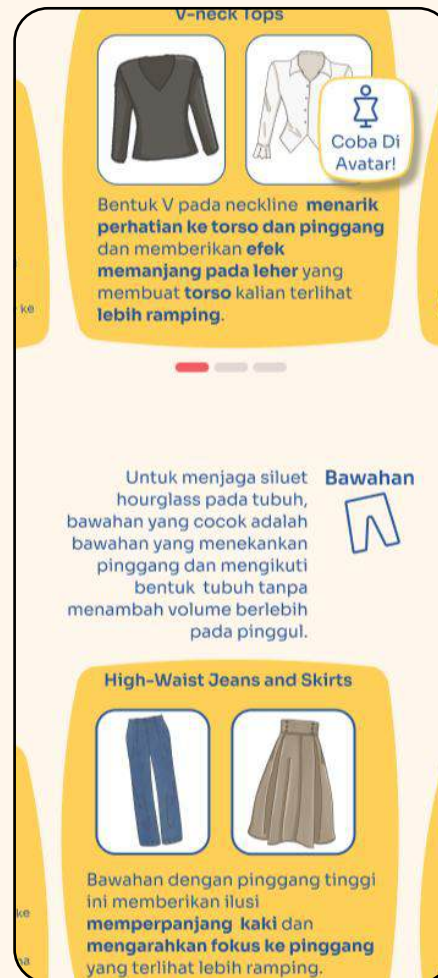 V-neck Tops
Coba Di
Avatar!
Bentuk V pada neckline menarik
perhatian ke torso dan pinggang
dan memberikan efek
memanjang pada leher yang
membuat torso kalian terlihat
lebih ramping.
ke
Untuk menjaga siluet
hourglass pada tubuh,
bawahan yang cocok adalah
bawahan yang menekankan
pinggang dan mengikuti
bentuk tubuh tanpa
menambah volume berlebih
pada pinggul.
Bawahan
High-Waist Jeans and Skirts
Bawahan dengan pinggang tinggi
ini memberikan ilusi
memperpanjang kaki dan
mengarahkan fokus ke pinggang
yang terlihat lebih ramping.
ke